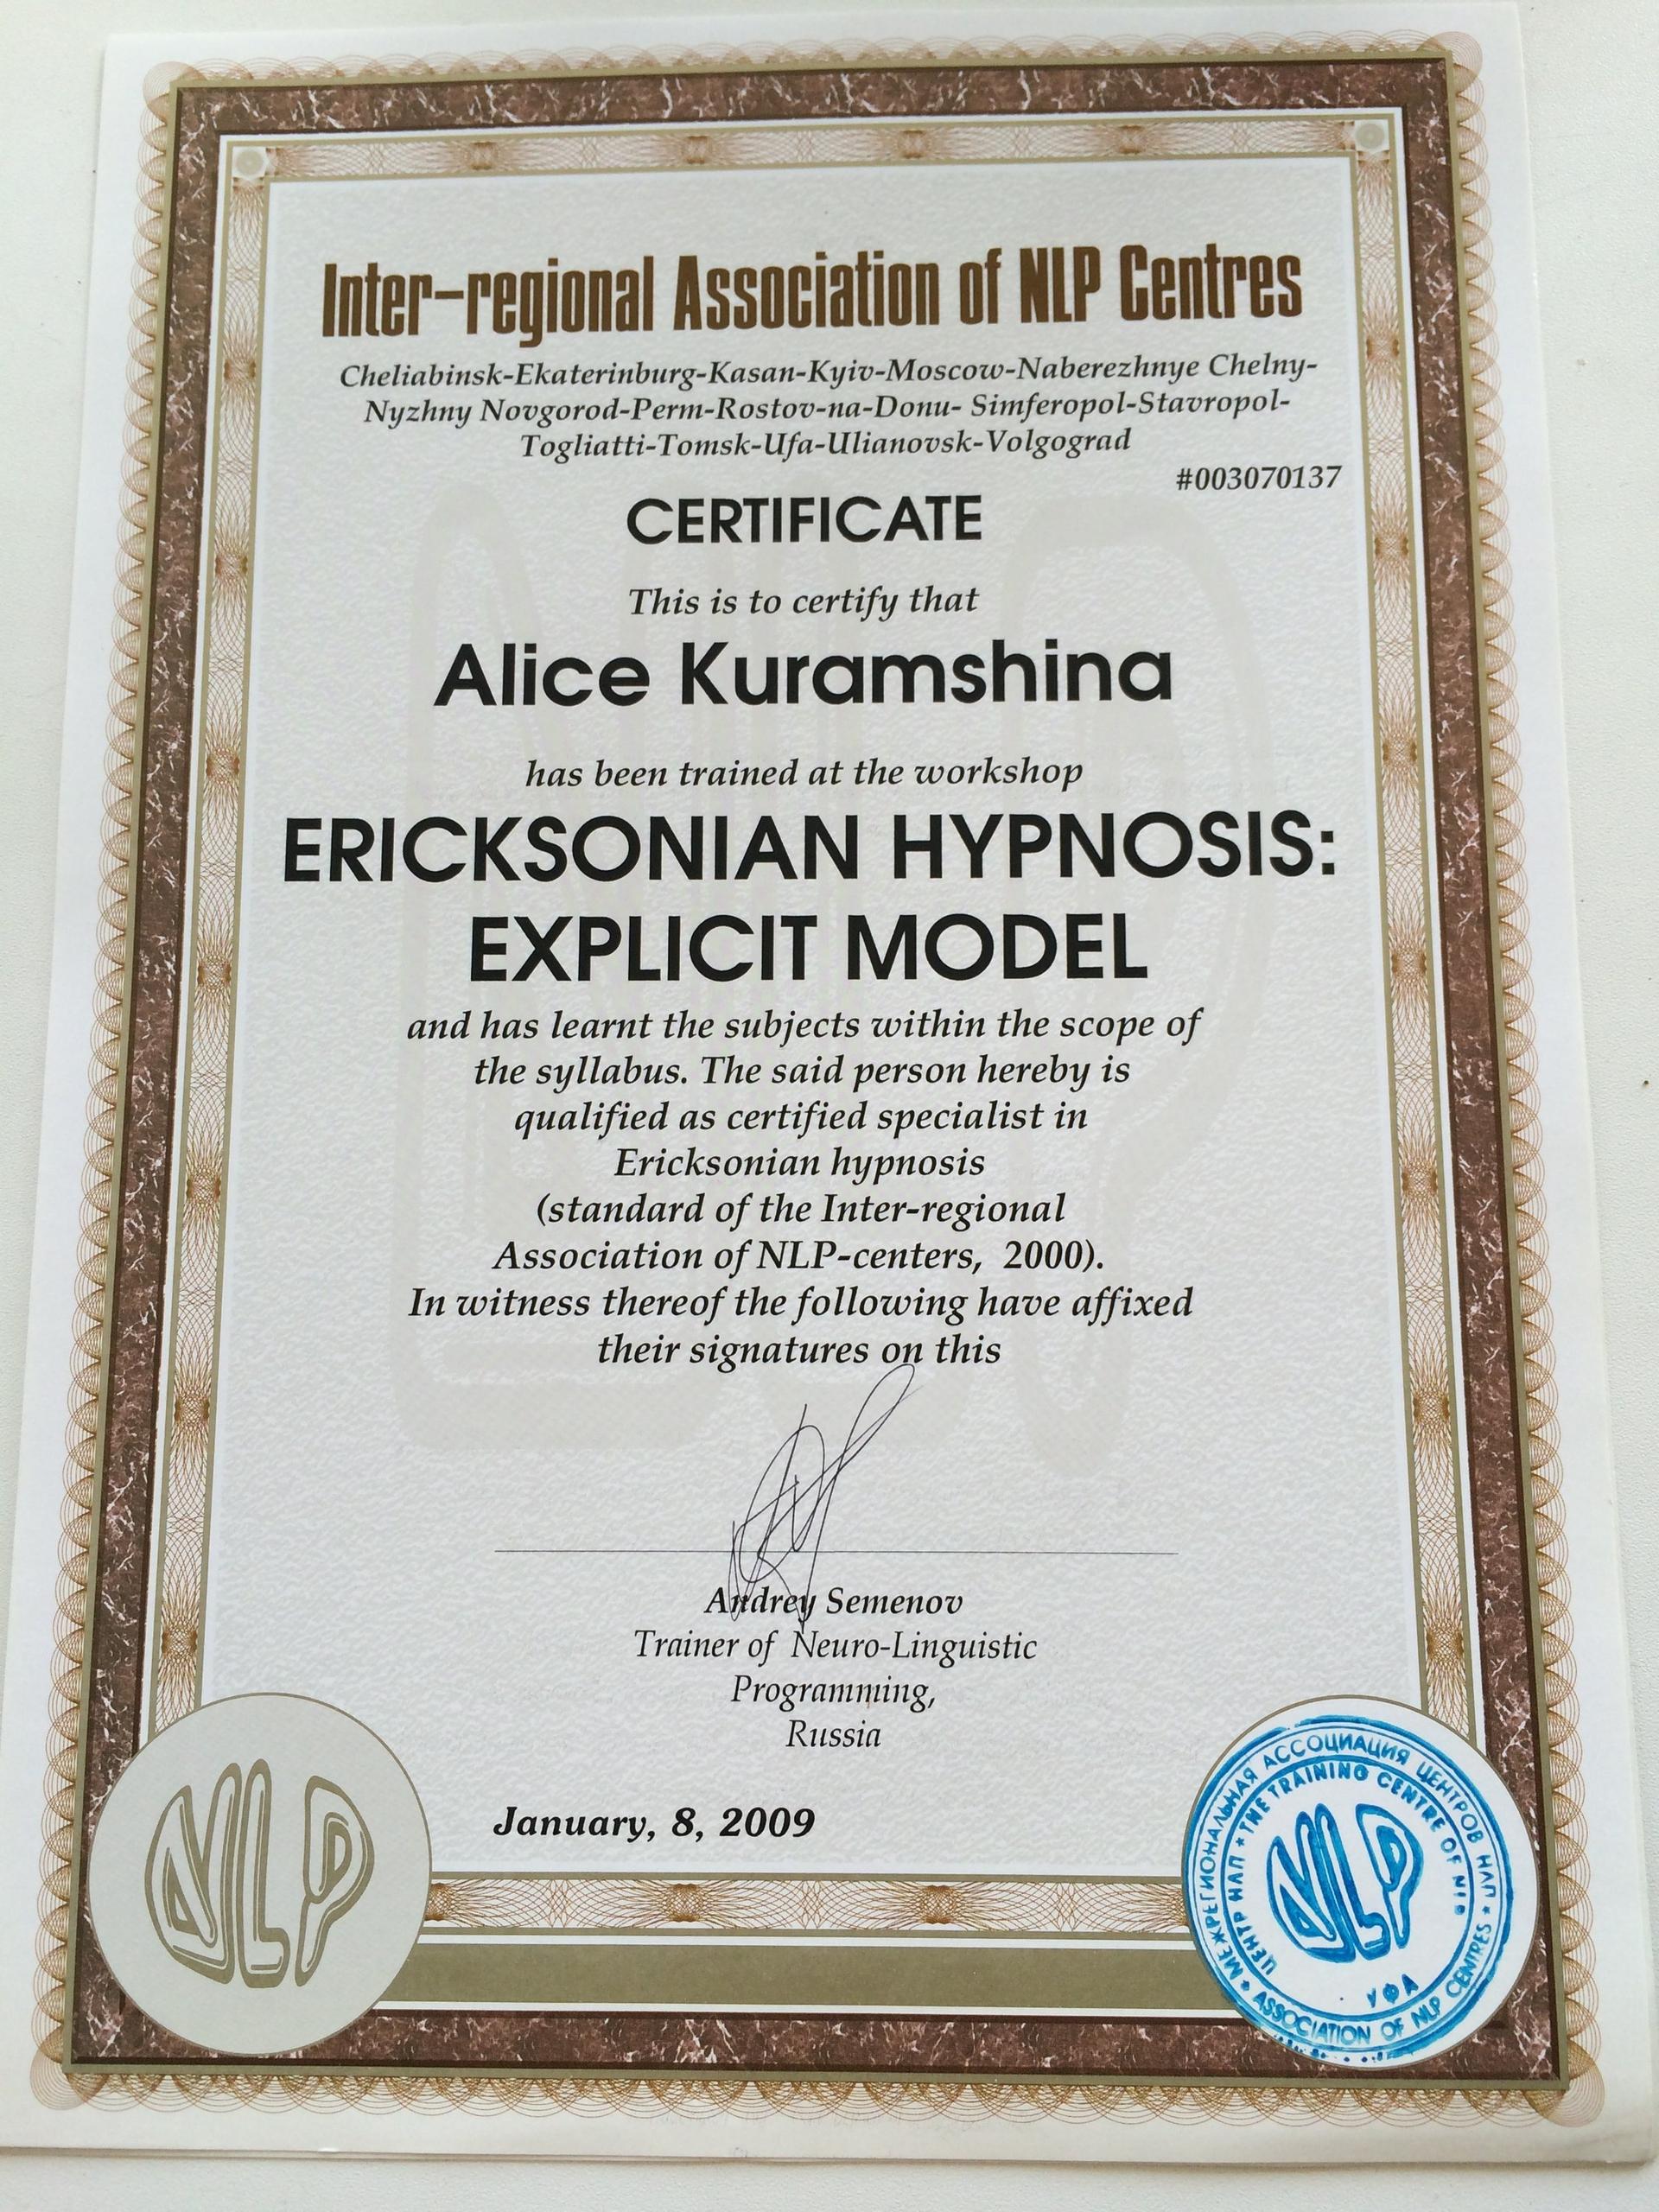 Inter-regional Association of NLP Centres
Cheliabinsk-Ekaterinburg-Kasan-Kyiv-Moscow-Naberezhnye Chelny-
Nyzhny Novgorod-Perm-Rostov-na-Donu- Simferopol-Stavropol-
Togliatti-Tomsk-Ufa-Ulianovsk-Volgograd
#003070137
CERTIFICATE
This is to certify that
Alice Kuramshina
has been trained at the workshop
ERICKSONIAN HYPNOSIS:
EXPLICIT MODEL
and has learnt the subjects within the scope of
the syllabus. The said person hereby is
qualified as certified specialist in
Ericksonian hypnosis
(standard of the Inter-regional
Association of NLP-centers, 2000).
In witness thereof the following have affixed
their signatures on this
Andrey Semenov
Trainer of Neuro-Linguistic
Programming,
Russia
January, 8, 2009
NLP
МЕЖРЕГИОНАЛЬНАЯ АССОЦИАЦИЯ ЦЕНТРОВ НЛП
* ASSOCIATION OF NLP CENTRES *
ЦЕНТР НЛП * THE TRAINING CENTRE OF NLP
NLP
УФА